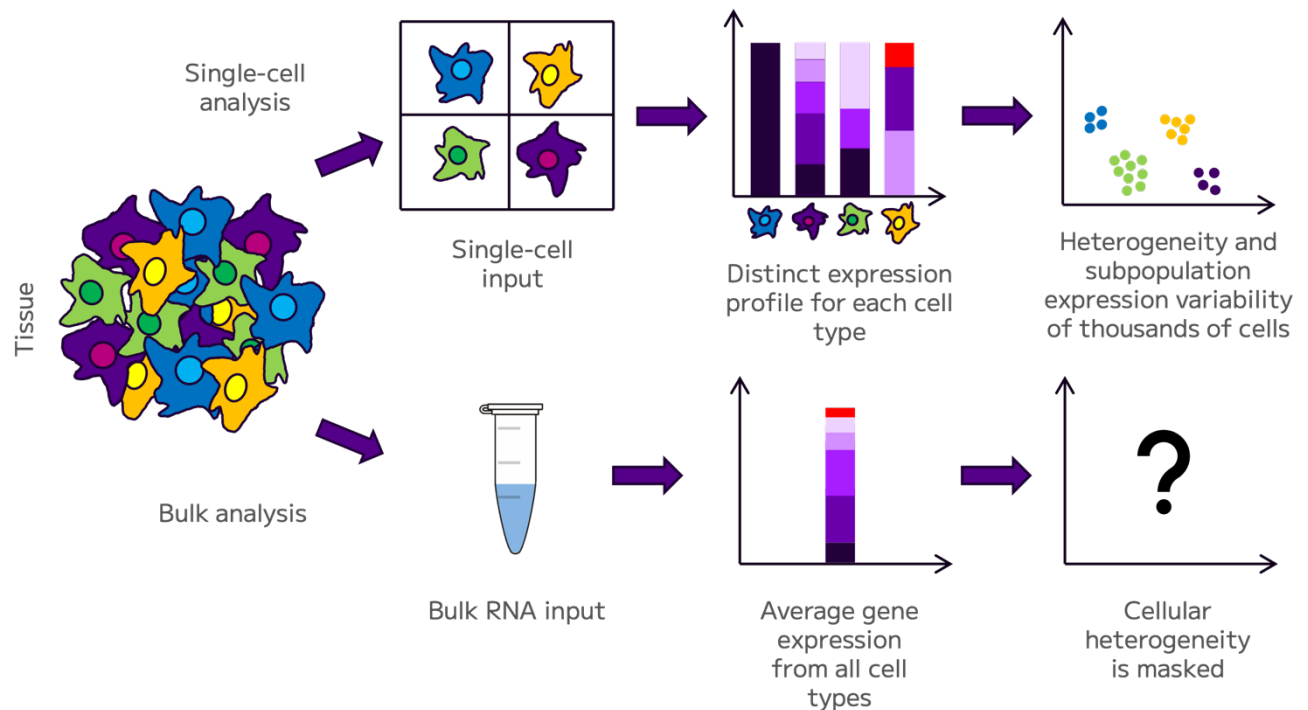 Tissue
Single-cell
analysis
Single-cell
input
Distinct expression
profile for each cell
type
Heterogeneity and
subpopulation
expression variability
of thousands of cells
Bulk analysis
Bulk RNA input
Average gene
expression
from all cell
types
?
Cellular
heterogeneity
is masked